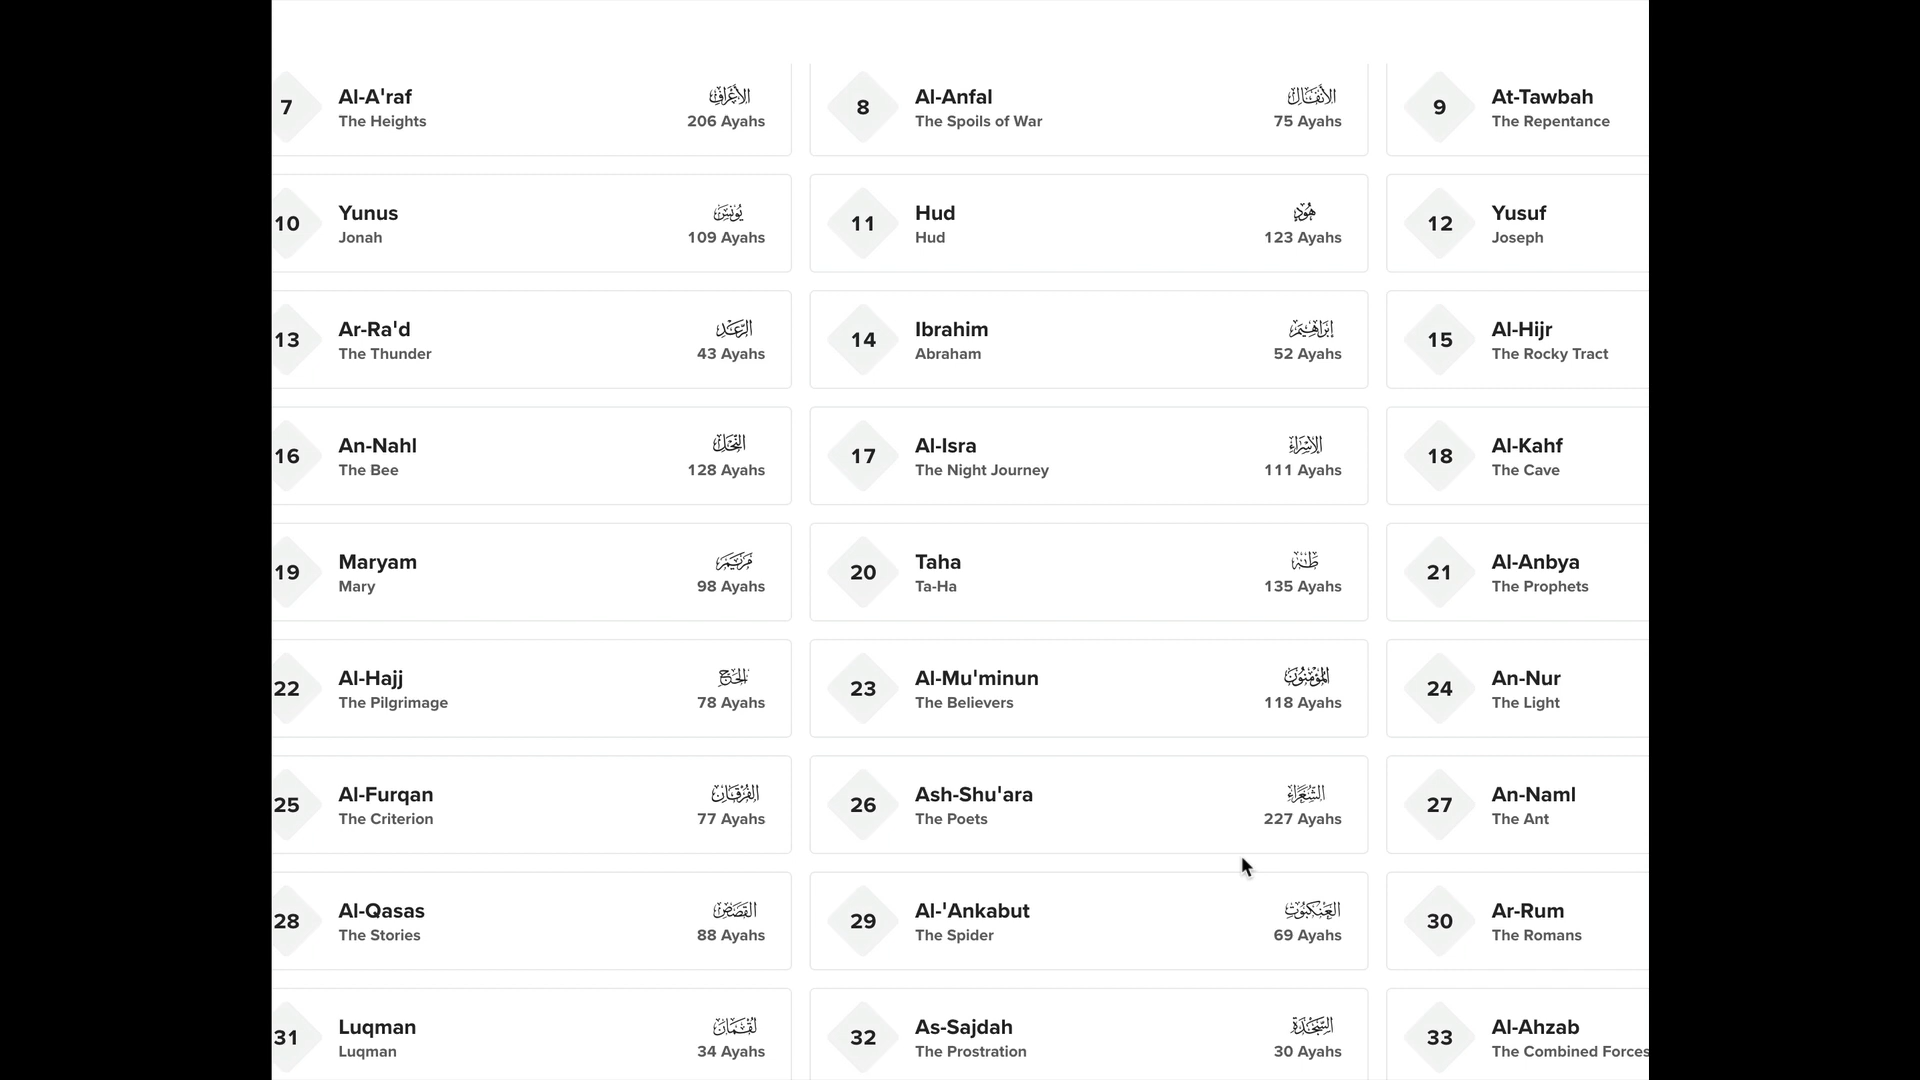 7
Al-A'raf
The Heights
الأعراف
206 Ayahs
8
Al-Anfal
The Spoils of War
الأنفال
75 Ayahs
9
At-Tawbah
The Repentance
10
Yunus
Jonah
يونس
109 Ayahs
11
Hud
Hud
هود
123 Ayahs
12
Yusuf
Joseph
13
Ar-Ra'd
The Thunder
الرعد
43 Ayahs
14
Ibrahim
Abraham
إبراهيم
52 Ayahs
15
Al-Hijr
The Rocky Tract
16
An-Nahl
The Bee
النحل
128 Ayahs
17
Al-Isra
The Night Journey
الإسراء
111 Ayahs
18
Al-Kahf
The Cave
19
Maryam
Mary
مريم
98 Ayahs
20
Taha
Ta-Ha
طه
135 Ayahs
21
Al-Anbya
The Prophets
22
Al-Hajj
The Pilgrimage
الحج
78 Ayahs
23
Al-Mu'minun
The Believers
المؤمنون
118 Ayahs
24
An-Nur
The Light
25
Al-Furqan
The Criterion
الفرقان
77 Ayahs
26
Ash-Shu'ara
The Poets
الشعراء
227 Ayahs
27
An-Naml
The Ant
28
Al-Qasas
The Stories
القصص
88 Ayahs
29
Al-'Ankabut
The Spider
العنكبوت
69 Ayahs
30
Ar-Rum
The Romans
31
Luqman
Luqman
لقمان
34 Ayahs
32
As-Sajdah
The Prostration
السجدة
30 Ayahs
33
Al-Ahzab
The Combined Forces